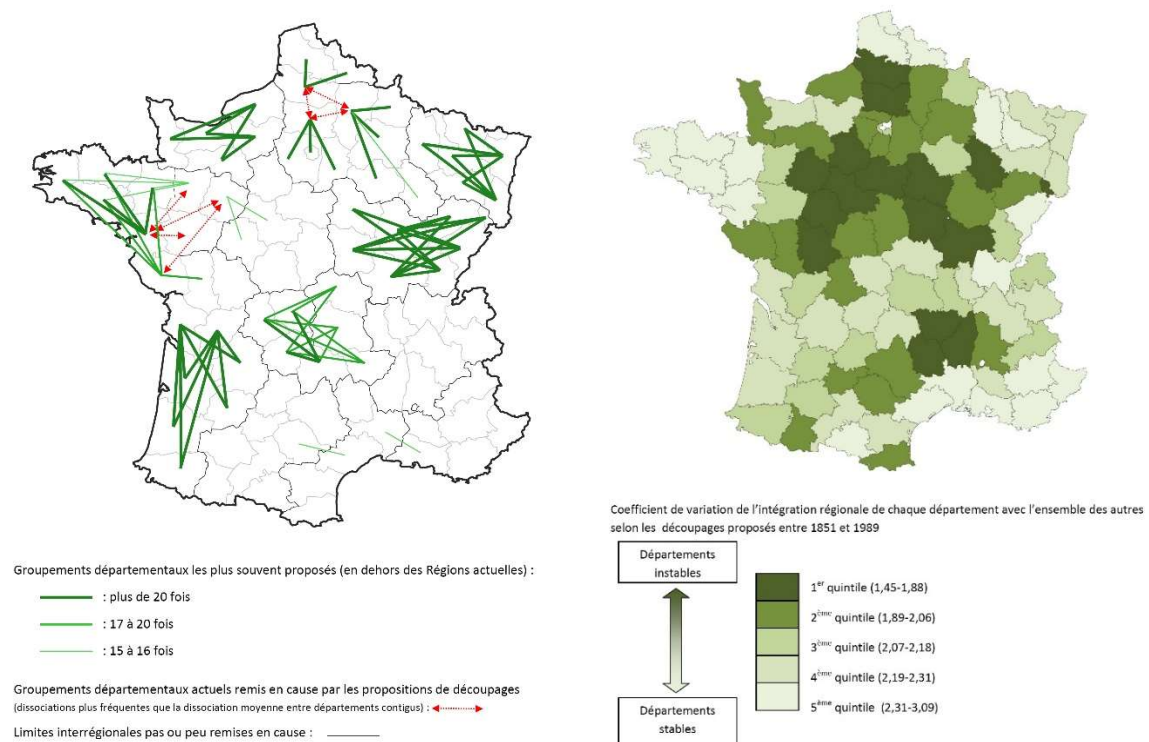 Groupements départementaux les plus souvent proposés (en dehors des Régions actuelles) :
: plus de 20 fois
: 17 à 20 fois
: 15 à 16 fois
Groupements départementaux actuels remis en cause par les propositions de découpages
(dissociations plus fréquentes que la dissociation moyenne entre départements contigus) :
Limites interrégionales pas ou peu remises en cause :
Coefficient de variation de l'intégration régionale de chaque département avec l'ensemble des autres
selon les découpages proposés entre 1851 et 1989
Départements
instables
Départements
stables
1er quintile (1,45-1,88)
2ème quintile (1,89-2,06)
3ème quintile (2,07-2,18)
4ème quintile (2,19-2,31)
5ème quintile (2,31-3,09)